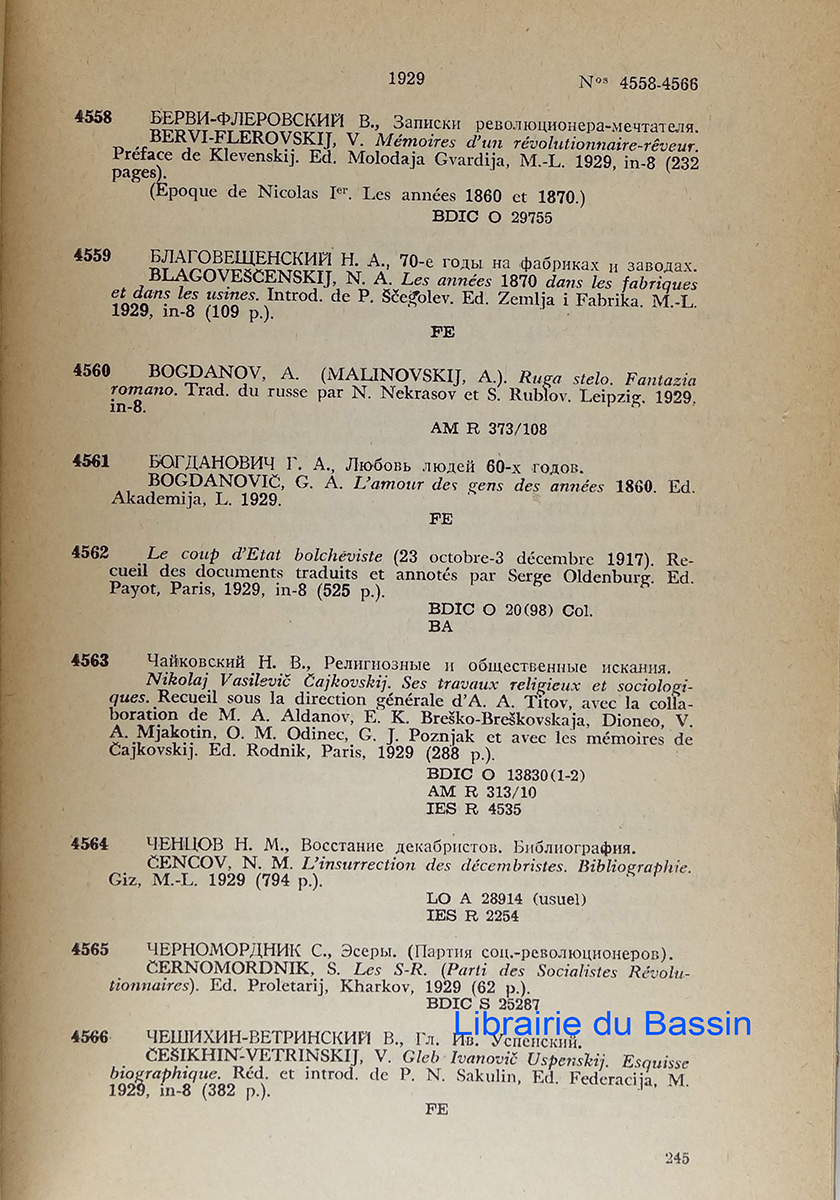 1929
Nos 4558-4566
4558 БЕРВИ-ФЛЕРОВСКИЙ В., Записки революционера-мечтателя.
BERVI-FLEROVSKIJ, V. Mémoires d'un révolutionnaire-rêveur.
Préface de Klevenskij. Ed. Molodaja Gvardija, M.-L. 1929, in-8 (232
pages).
(Epoque de Nicolas Ier. Les années 1860 et 1870.)
BDIC O 29755
4559 БЛАГОВЕЩЕНСКИЙ Н. А., 70-е годы на фабриках и заводах.
BLAGOVEŠČENSKIJ, N. A. Les années 1870 dans les fabriques
et dans les usines. Introd. de P. Ščegolev. Ed. Zemlja i Fabrika. M.-L.
1929, in-8 (109 p.).
FE
4560 BOGDANOV, A. (MALINOVSKIJ, A.). Ruga stelo. Fantazia
romano. Trad. du russe par N. Nekrasov et S. Rublov. Leipzig. 1929,
in-8.
AM R 373/108
4561 БОГДАНОВИЧ Г. А., Любовь людей 60-х годов.
BOGDANOVIČ, G. A. L'amour des gens des années 1860. Ed.
Akademija, L. 1929.
FE
4562 Le coup d'Etat bolchéviste (23 octobre-3 décembre 1917). Re-
cueil des documents traduits et annotés par Serge Oldenburg. Ed.
Payot, Paris, 1929, in-8 (525 p.).
BDIC O 20(98) Col.
BA
4563 Чайковский Н. В., Религиозные и общественные искания.
Nikolaj Vasilevič Čajkovskij. Ses travaux religieux et sociologi-
ques. Recueil sous la direction générale d'A. A. Titov, avec la colla-
boration de M. A. Aldanov, E. K. Breško-Breškovskaja, Dioneo, V.
A. Mjakotin, O. M. Odinec, G. J. Poznjak et avec les mémoires de
Čajkovskij. Ed. Rodnik, Paris, 1929 (288 p.).
BDIC O 13830(1-2)
AM R 313/10
IES R 4535
4564 ЧЕНЦОВ Н. М., Восстание декабристов. Библиография.
ČENCOV, N. M. L'insurrection des décembristes. Bibliographie.
Giz, M.-L. 1929 (794 p.).
LO A 28914 (usuel)
IES R 2254
4565 ЧЕРНОМОРДНИК С., Эсеры. (Партия соц.-революционеров).
ČERNOMORDNIK, S. Les S-R. (Parti des Socialistes Révolu-
tionnaires). Ed. Proletarij, Kharkov, 1929 (62 p.).
BDIC S 25287
Librairie du Bassin
4566 ЧЕШИХИН-ВЕТРИНСКИЙ В., Гл. Ив. Успенский.
ČEŠIKHIN-VETRINSKIJ, V. Gleb Ivanovič Uspenskij. Esquisse
biographique. Réd. et introd. de P. N. Sakulin, Ed. Federacija, M.
1929, in-8 (382 p.).
FE
245